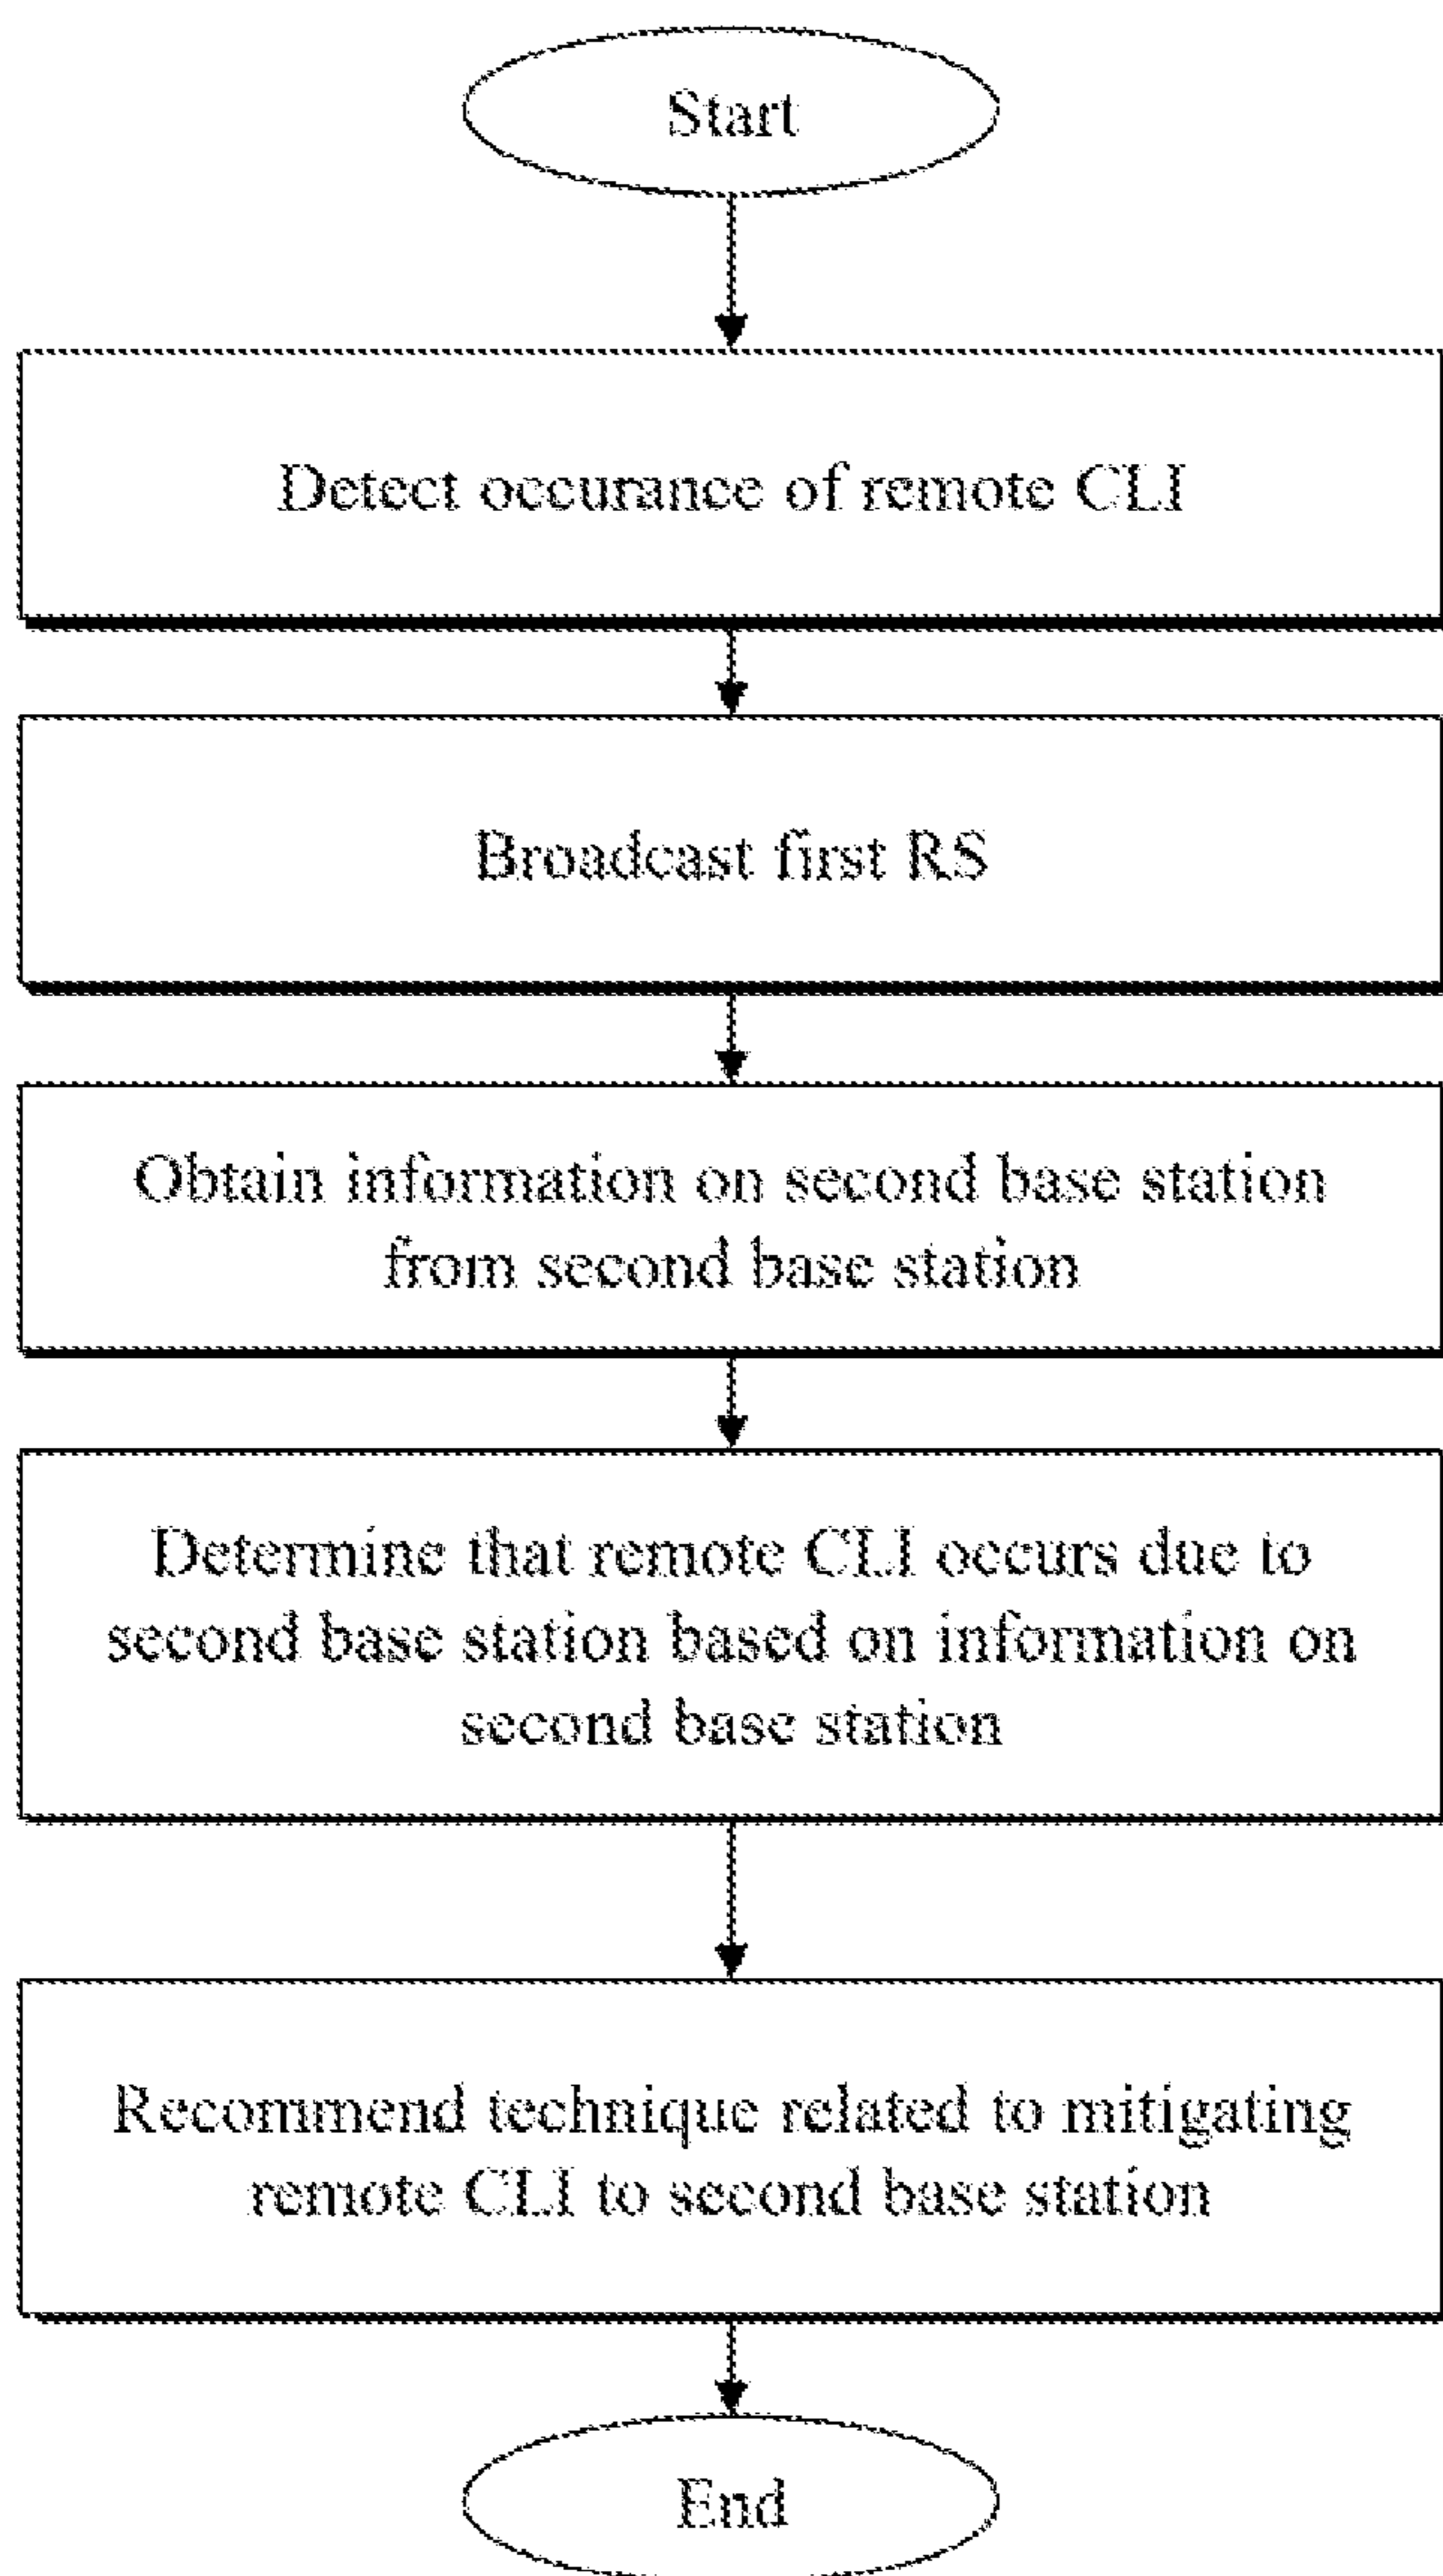 Start
Detect occurance of remote CLI
Broadcast first RS
Obtain information on second base station
from second base station
Determine that remote CLI occurs due to
second base station based on information on
second base station
Recommend technique related to mitigating
remote CLI to second base station
End